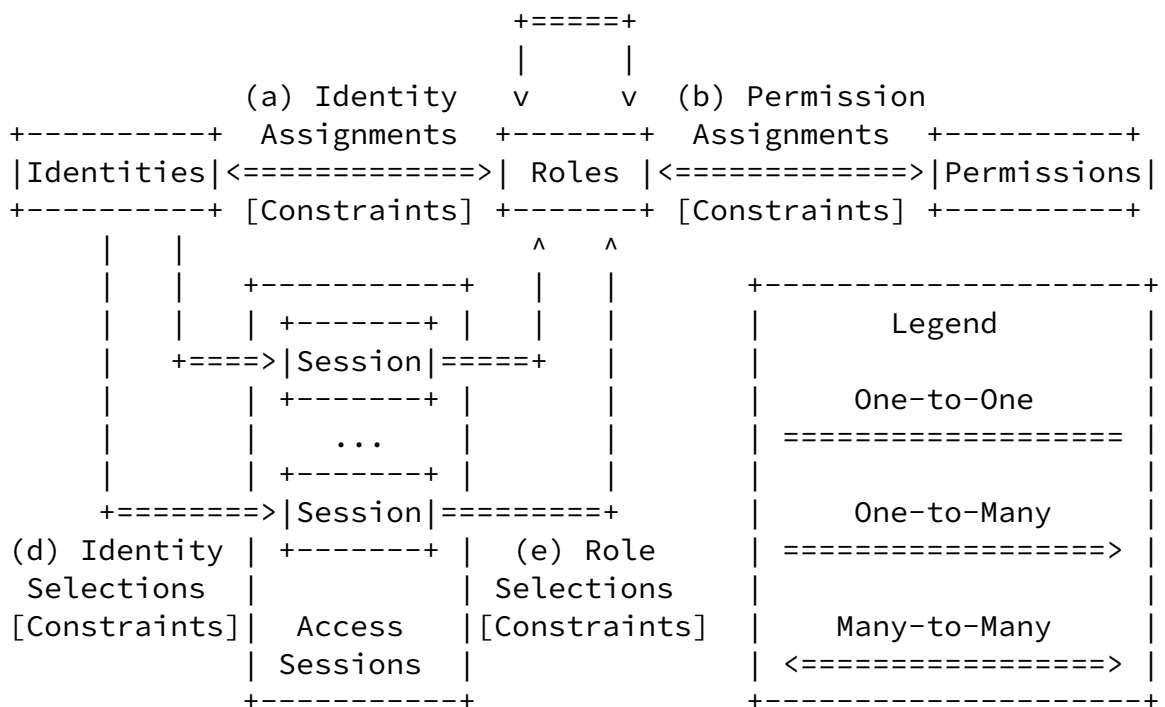 (a) Identity
(b) Permission
Assignments
Assignments
Identities
Roles
Permissions
[Constraints]
[Constraints]
Session
...
Session
(d) Identity
Selections
[Constraints]
Access
Sessions
(e) Role
Selections
[Constraints]
Legend
One-to-One
One-to-Many
Many-to-Many